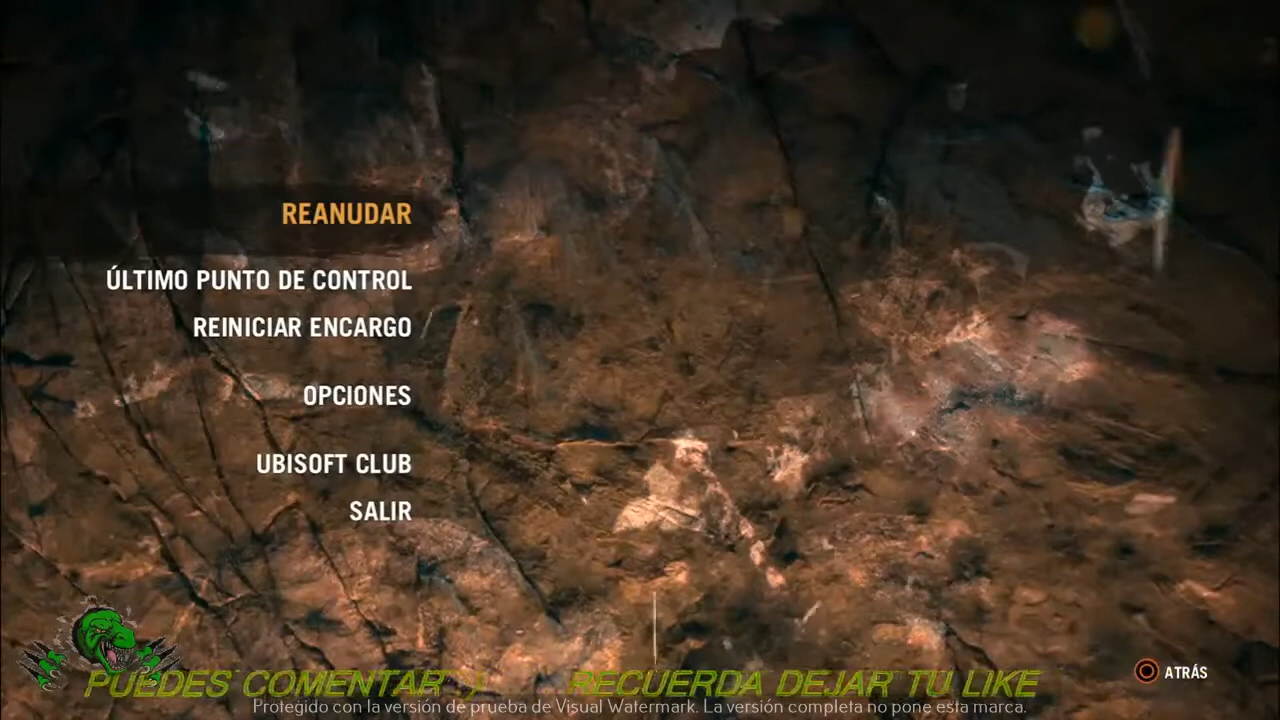 REANUDAR
ÚLTIMO PUNTO DE CONTROL
REINICIAR ENCARGO
OPCIONES
UBISOFT CLUB
SALIR
ATRÁS
PUEDES COMENTAR :) RECUERDA DEJAR TU LIKE
Protegido con la versión de prueba de Visual Watermark. La versión completa no pone esta marca.